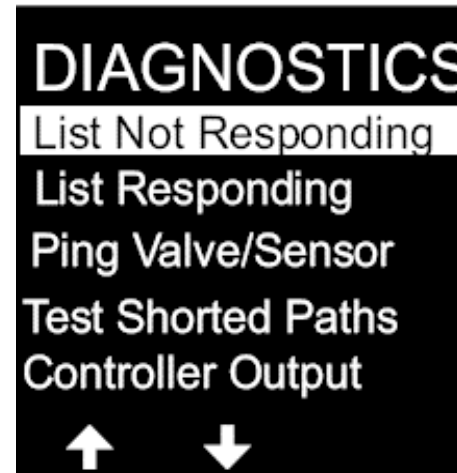 DIAGNOSTICS
List Not Responding
List Responding
Ping Valve/Sensor
Test Shorted Paths
Controller Output